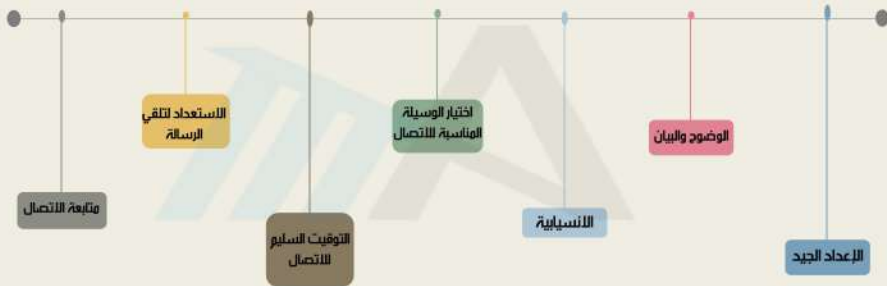 الإعداد الجيد
الوضوح والبيان
الانسيابية
اختيار الوسيلة
المناسبة للاتصال
التوقيت السليم
للاتصال
الاستعداد لتلقي
الرسالة
متابعة الاتصال